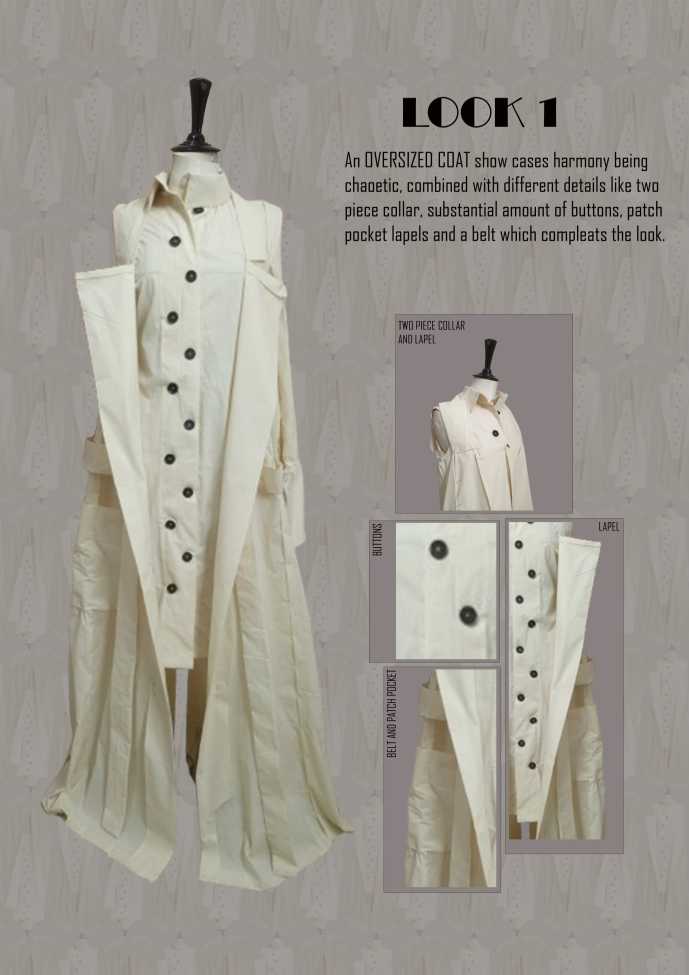 LOOK 1
An OVERSIZED COAT show cases harmony being
chaoetic, combined with different details like two
piece collar, substantial amount of buttons, patch
pocket lapels and a belt which compleats the look.
TWO PIECE COLLAR
AND LAPEL
BUTTONS
LAPEL
BELT AND PATCH POCKET